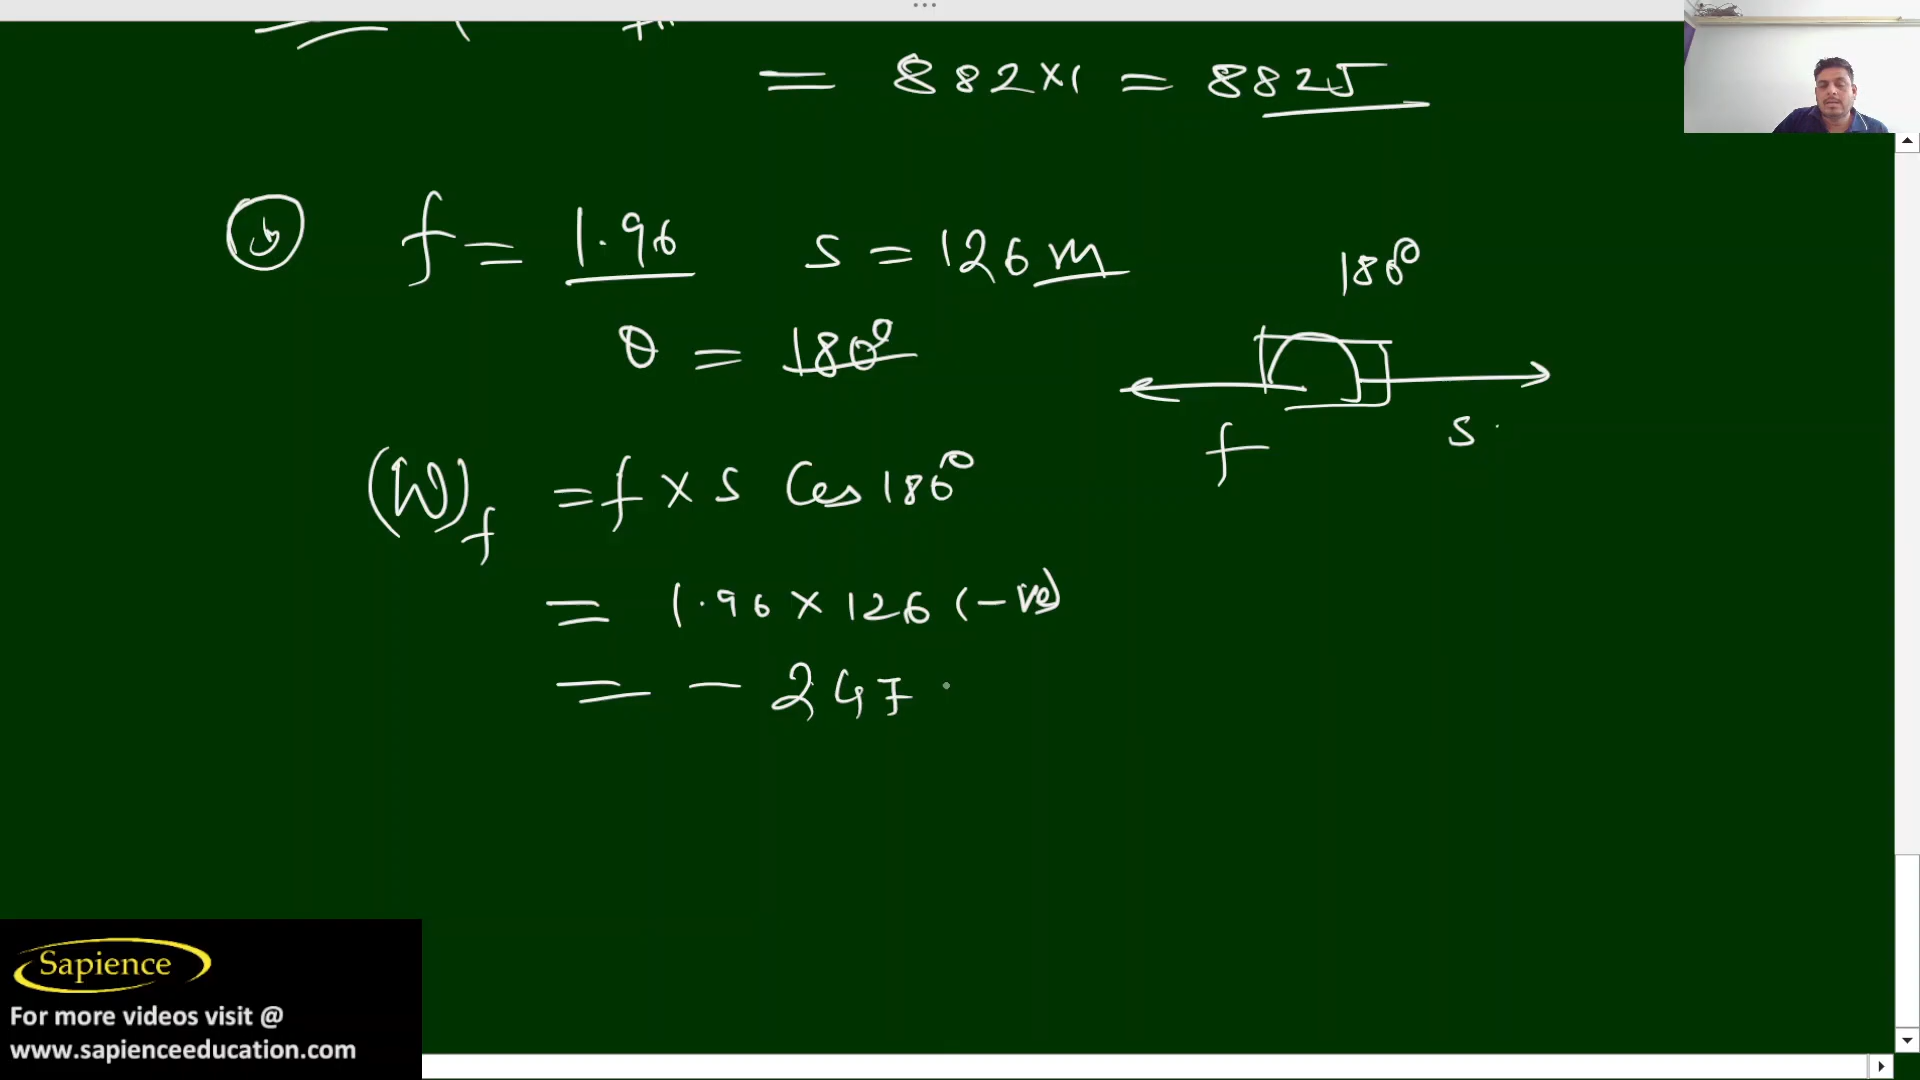 = 882×1 = 882J
b f = 1.96 s = 126 m
180°
θ = 180°
f s
(W)f = f × s Cos 180°
= 1.96 × 126 (-ve)
= - 247
Sapience
For more videos visit @
www.sapienceeducation.com